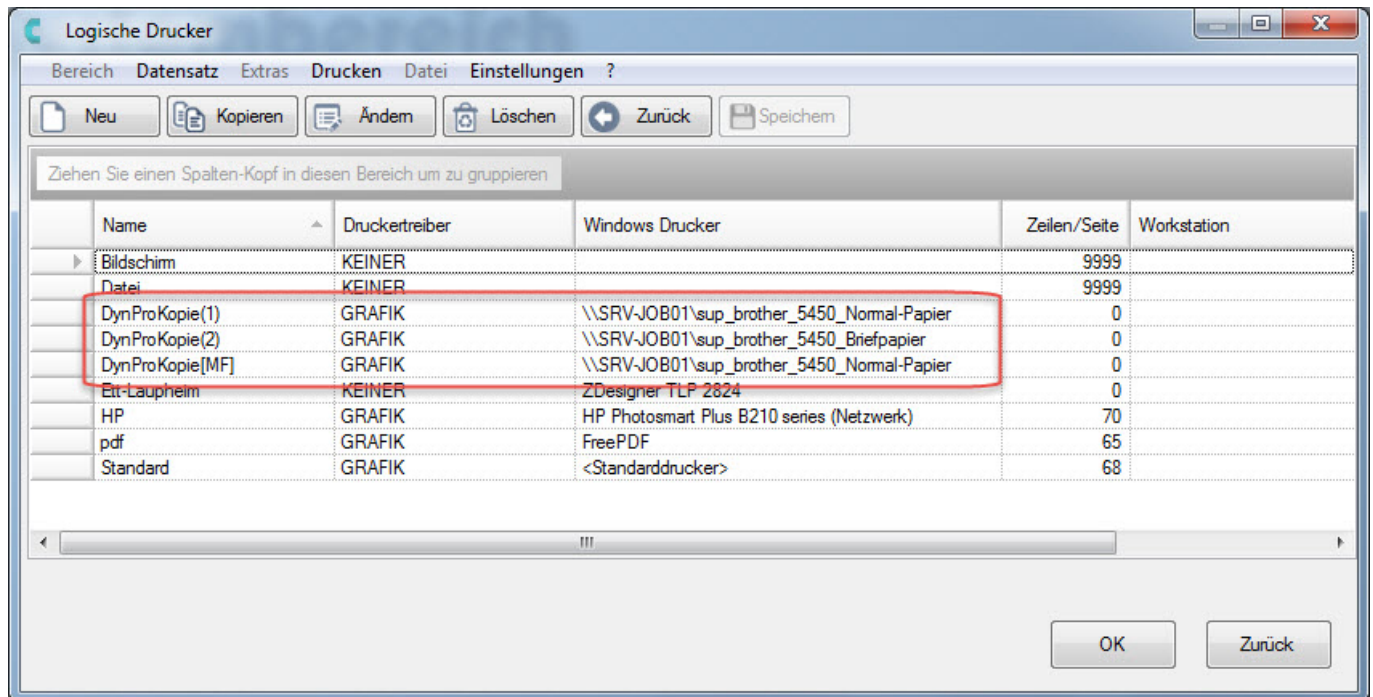 Logische Drucker
Bereich Datensatz Extras Drucken Datei Einstellungen ?
Neu Kopieren Ändern Löschen Zurück Speichern
Ziehen Sie einen Spalten-Kopf in diesen Bereich um zu gruppieren
Name Druckertreiber Windows Drucker Zeilen/Seite Workstation
Bildschirm KEINER 9999
Datei KEINER 9999
DynProKopie(1) GRAFIK \\SRV-JOB01\sup_brother_5450_Normal-Papier 0
DynProKopie(2) GRAFIK \\SRV-JOB01\sup_brother_5450_Briefpapier 0
DynProKopie[MF] GRAFIK \\SRV-JOB01\sup_brother_5450_Normal-Papier 0
Ett-Laupheim KEINER ZDesigner TLP 2824 0
HP GRAFIK HP Photosmart Plus B210 series (Netzwerk) 70
pdf GRAFIK FreePDF 65
Standard GRAFIK <Standarddrucker> 68
OK Zurück